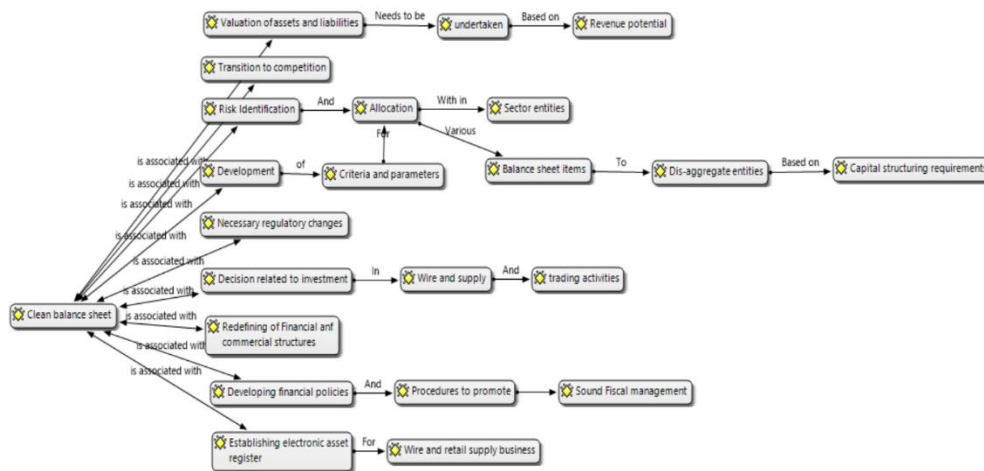 Valuation of assets and liabilities
Needs to be
undertaken
Based on
Revenue potential
Transition to competition
Risk Identification
And
Allocation
With in
Sector entities
For
Various
is associated with
Development
of
Criteria and parameters
Balance sheet items
To
Dis-aggregate entities
Based on
Capital structuring requirements
is associated with
is associated with
is associated with
Necessary regulatory changes
is associated with
Decision related to investment
In
Wire and supply
And
trading activities
is associated with
Clean balance sheet
is associated with
Redefining of Financial anf
commercial structures
is associated with
Developing financial policies
And
Procedures to promote
Sound Fiscal management
is associated with
Establishing electronic asset
register
For
Wire and retail supply business